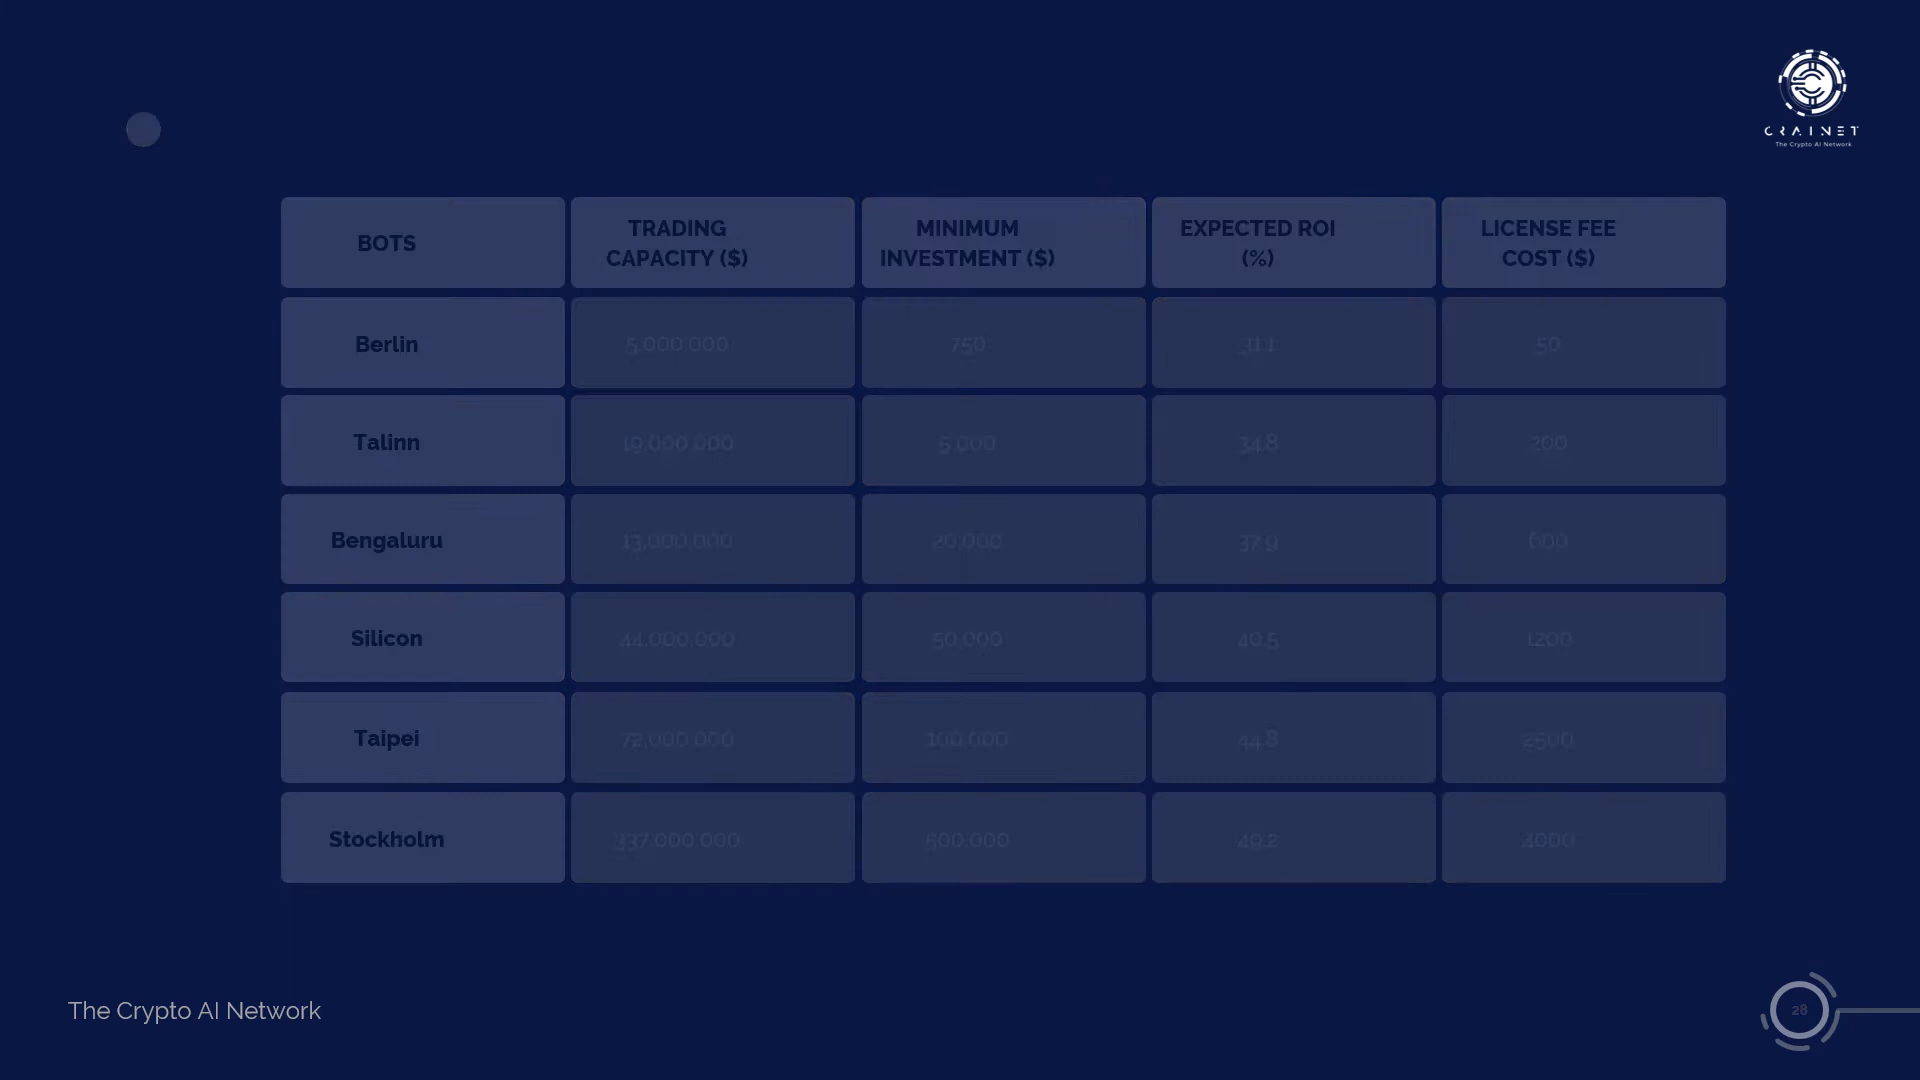 CRAINET
The Crypto AI Network
BOTS
TRADING
CAPACITY ($)
MINIMUM
INVESTMENT ($)
EXPECTED ROI
(%)
LICENSE FEE
COST ($)
Berlin
5,000,000
750
31.1
50
Talinn
19,000,000
5,000
34.8
200
Bengaluru
13,000,000
20,000
37.9
600
Silicon
44,000,000
50,000
40.5
1200
Taipei
72,000,000
100,000
44.8
2500
Stockholm
337,000,000
500,000
49.2
4000
The Crypto AI Network
28